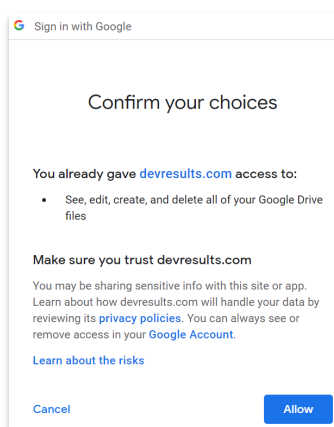 Sign in with Google
Confirm your choices
You already gave devresults.com access to:
• See, edit, create, and delete all of your Google Drive
files
Make sure you trust devresults.com
You may be sharing sensitive info with this site or app.
Learn about how devresults.com will handle your data by
reviewing its privacy policies. You can always see or
remove access in your Google Account.
Learn about the risks
Cancel Allow